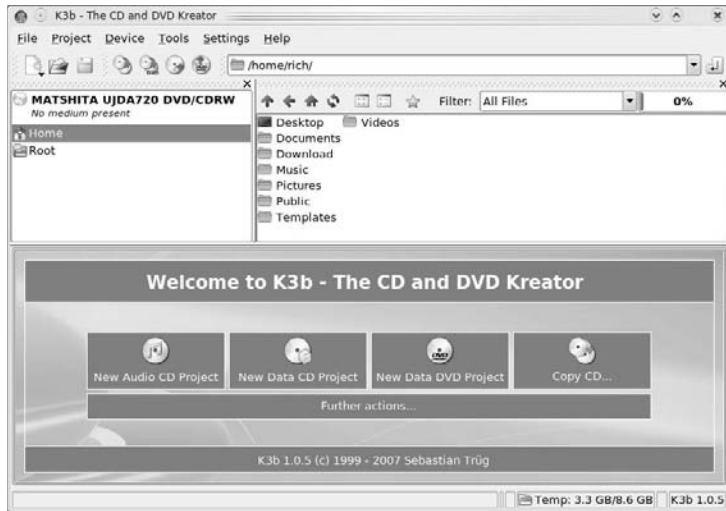 K3b - The CD and DVD Kreator
File Project Device Tools Settings Help
/home/rich/
MATSHITA UJDA720 DVD/CDRW
No medium present
Home
Root
Filter: All Files 0%
Desktop Videos
Documents
Download
Music
Pictures
Public
Templates
Welcome to K3b - The CD and DVD Kreator
New Audio CD Project New Data CD Project New Data DVD Project Copy CD...
Further actions...
K3b 1.0.5 (c) 1999 - 2007 Sebastian Trüg
Temp: 3.3 GB/8.6 GB K3b 1.0.5